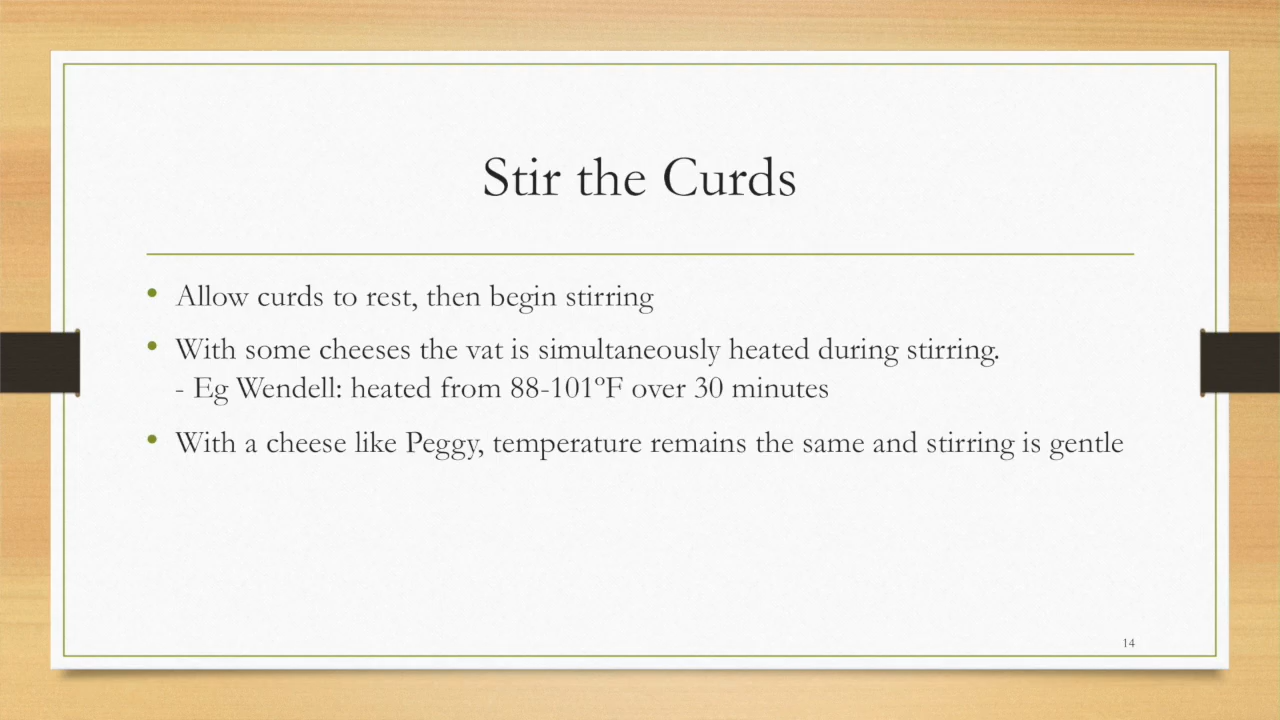 Stir the Curds
• Allow curds to rest, then begin stirring
• With some cheeses the vat is simultaneously heated during stirring.
- Eg Wendell: heated from 88-101ºF over 30 minutes
• With a cheese like Peggy, temperature remains the same and stirring is gentle
14